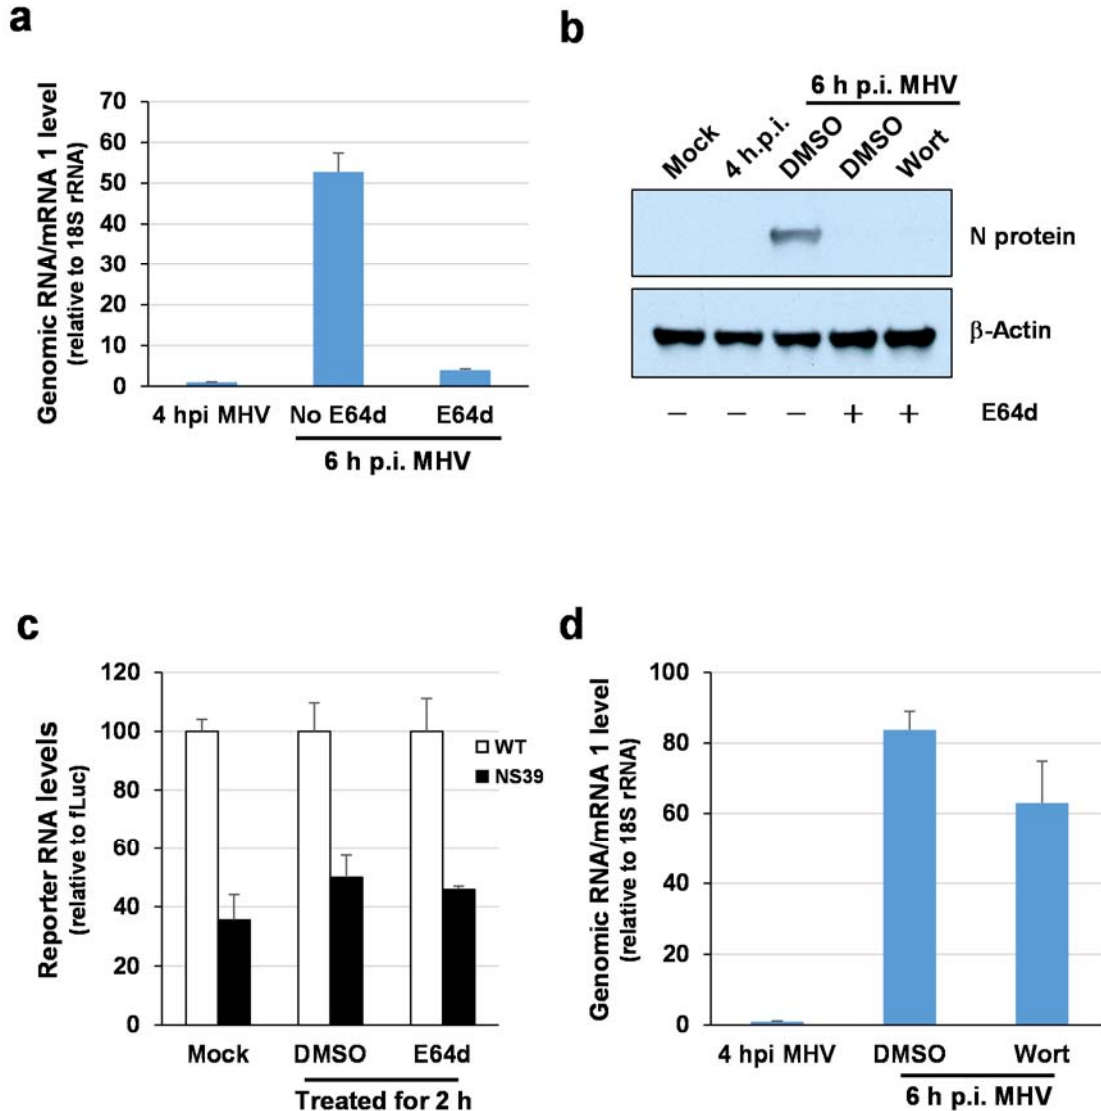 a
Genomic RNA/mRNA 1 level
(relative to 18S rRNA)
70
60
50
40
30
20
10
0
4 hpi MHV No E64d E64d
6 h p.i. MHV
b
6 h p.i. MHV
Mock 4 h.p.i. DMSO DMSO Wort
N protein
β-Actin
− − − + + E64d
c
Reporter RNA levels
(relative to fLuc)
120
100
80
60
40
20
0
WT
NS39
Mock DMSO E64d
Treated for 2 h
d
Genomic RNA/mRNA 1 level
(relative to 18S rRNA)
100
80
60
40
20
0
4 hpi MHV DMSO Wort
6 h p.i. MHV